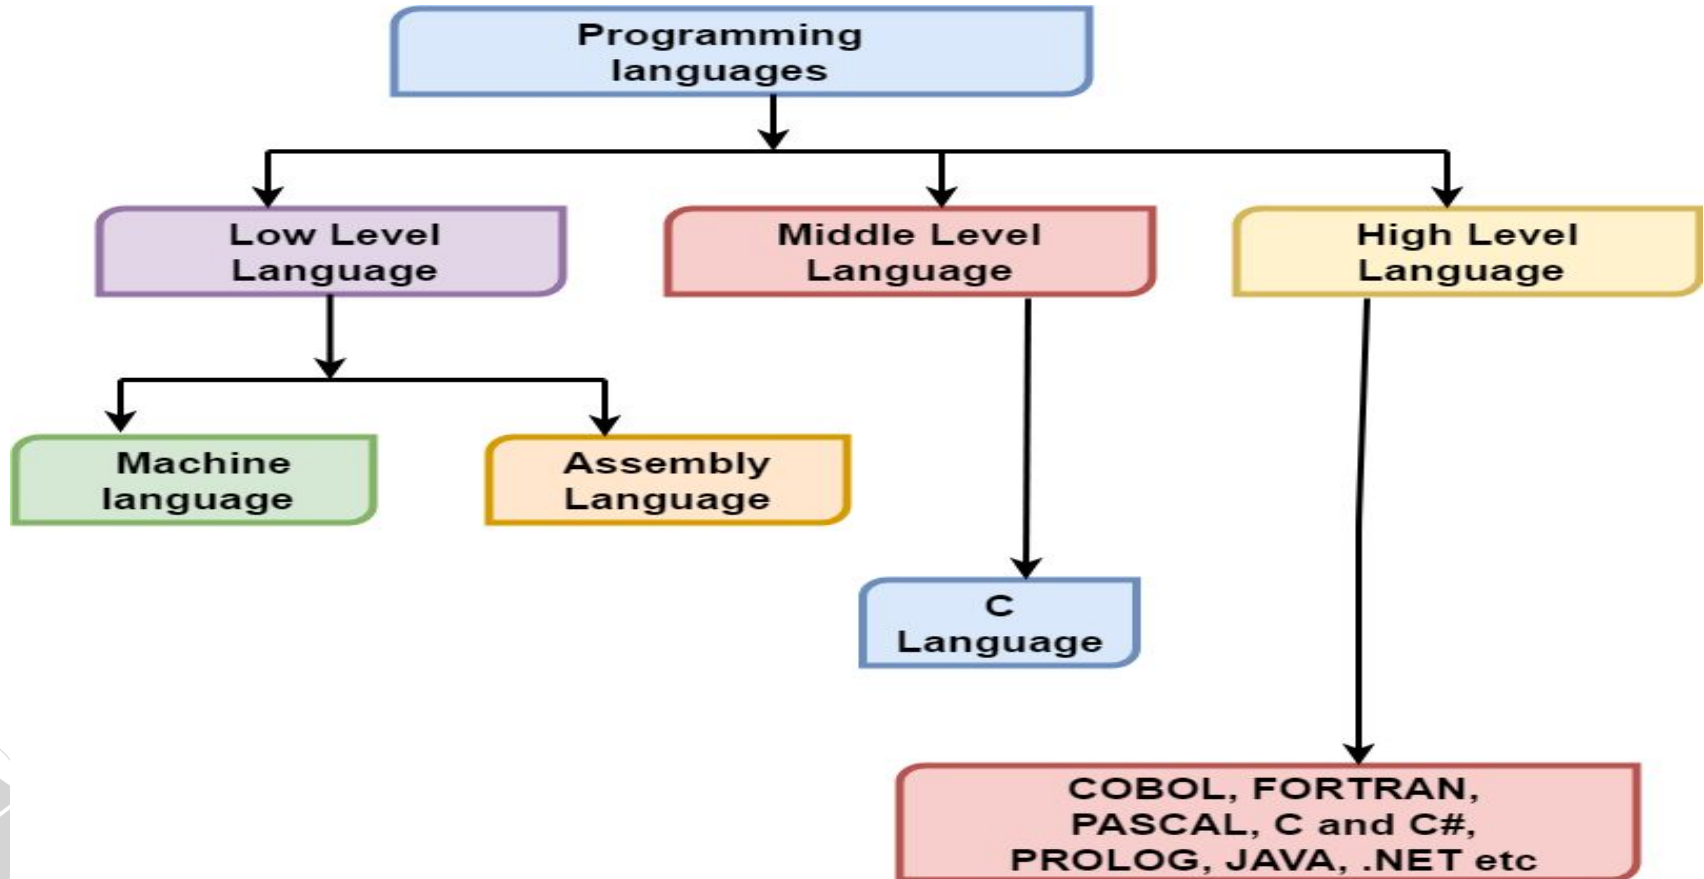 Programming
languages
Low Level
Language
Middle Level
Language
High Level
Language
Machine
language
Assembly
Language
C
Language
COBOL, FORTRAN,
PASCAL, C and C#,
PROLOG, JAVA, .NET etc